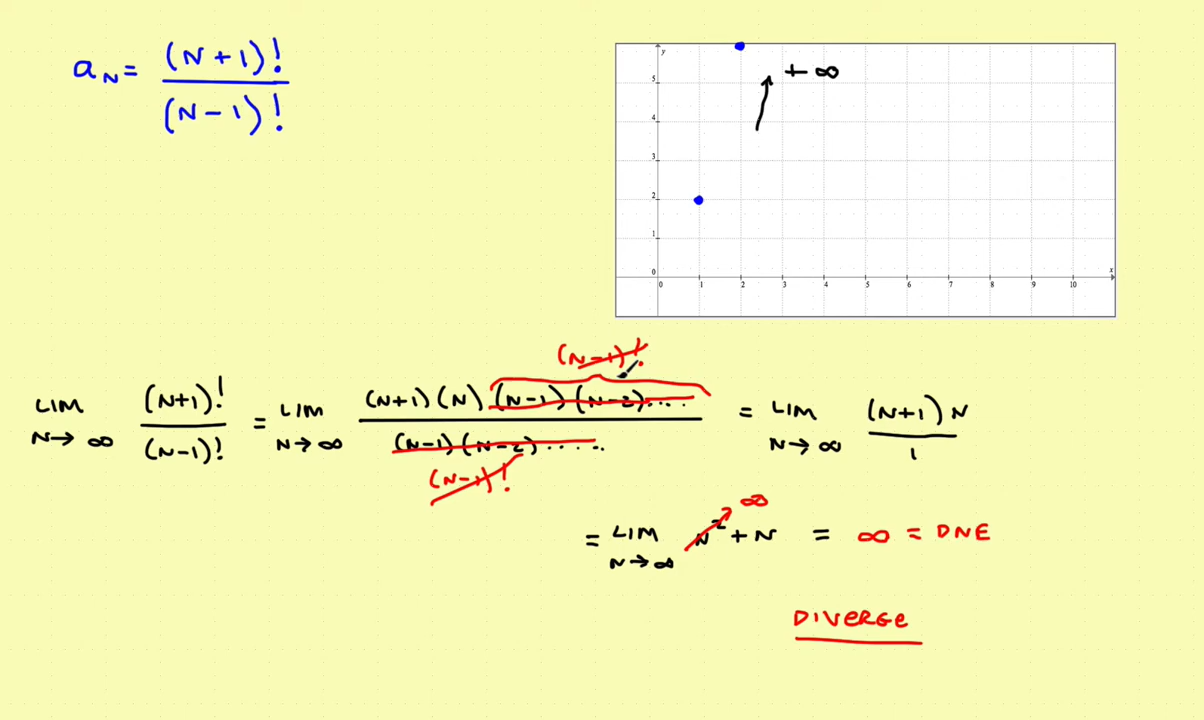 a_N = (N+1)! / (N-1)!
+∞
y
5
4
3
2
1
0
0 1 2 3 4 5 6 7 8 9 10
x
(N-1)!
LIM N→∞ (N+1)! / (N-1)! = LIM N→∞ (N+1)(N)(N-1)(N-2).... / (N-1)(N-2)..... = LIM N→∞ (N+1)N / 1
(N-1)!
∞
= LIM N→∞ N²+N = ∞ = DNE
DIVERGE